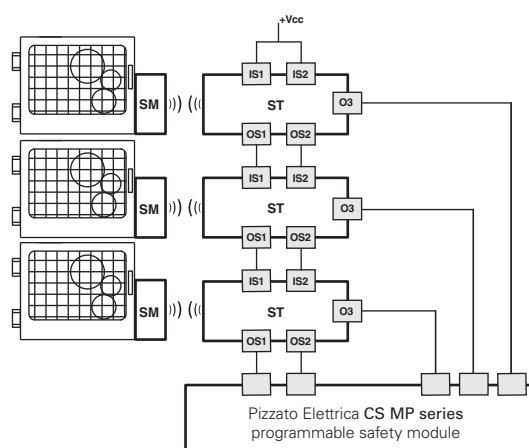 +Vcc
IS1 IS2
SM ST O3
OS1 OS2
IS1 IS2
SM ST O3
OS1 OS2
IS1 IS2
SM ST O3
OS1 OS2
Pizzato Elettrica CS MP series
programmable safety module